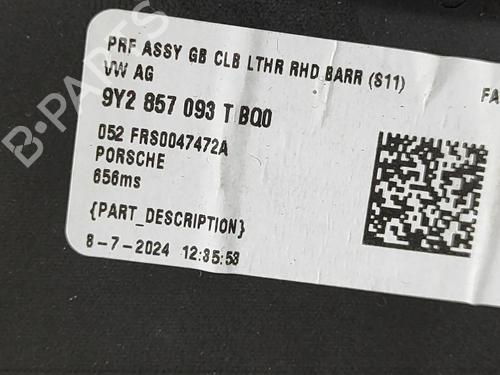 PRF ASSY GB CLB LTHR RHD BARR (S11)
VW AG
FA
9Y2 857 093 T BQ0
052 FRS0047472A
PORSCHE
656ms
{PART_DESCRIPTION}
8-7-2024 12:35:53
B-PARTS